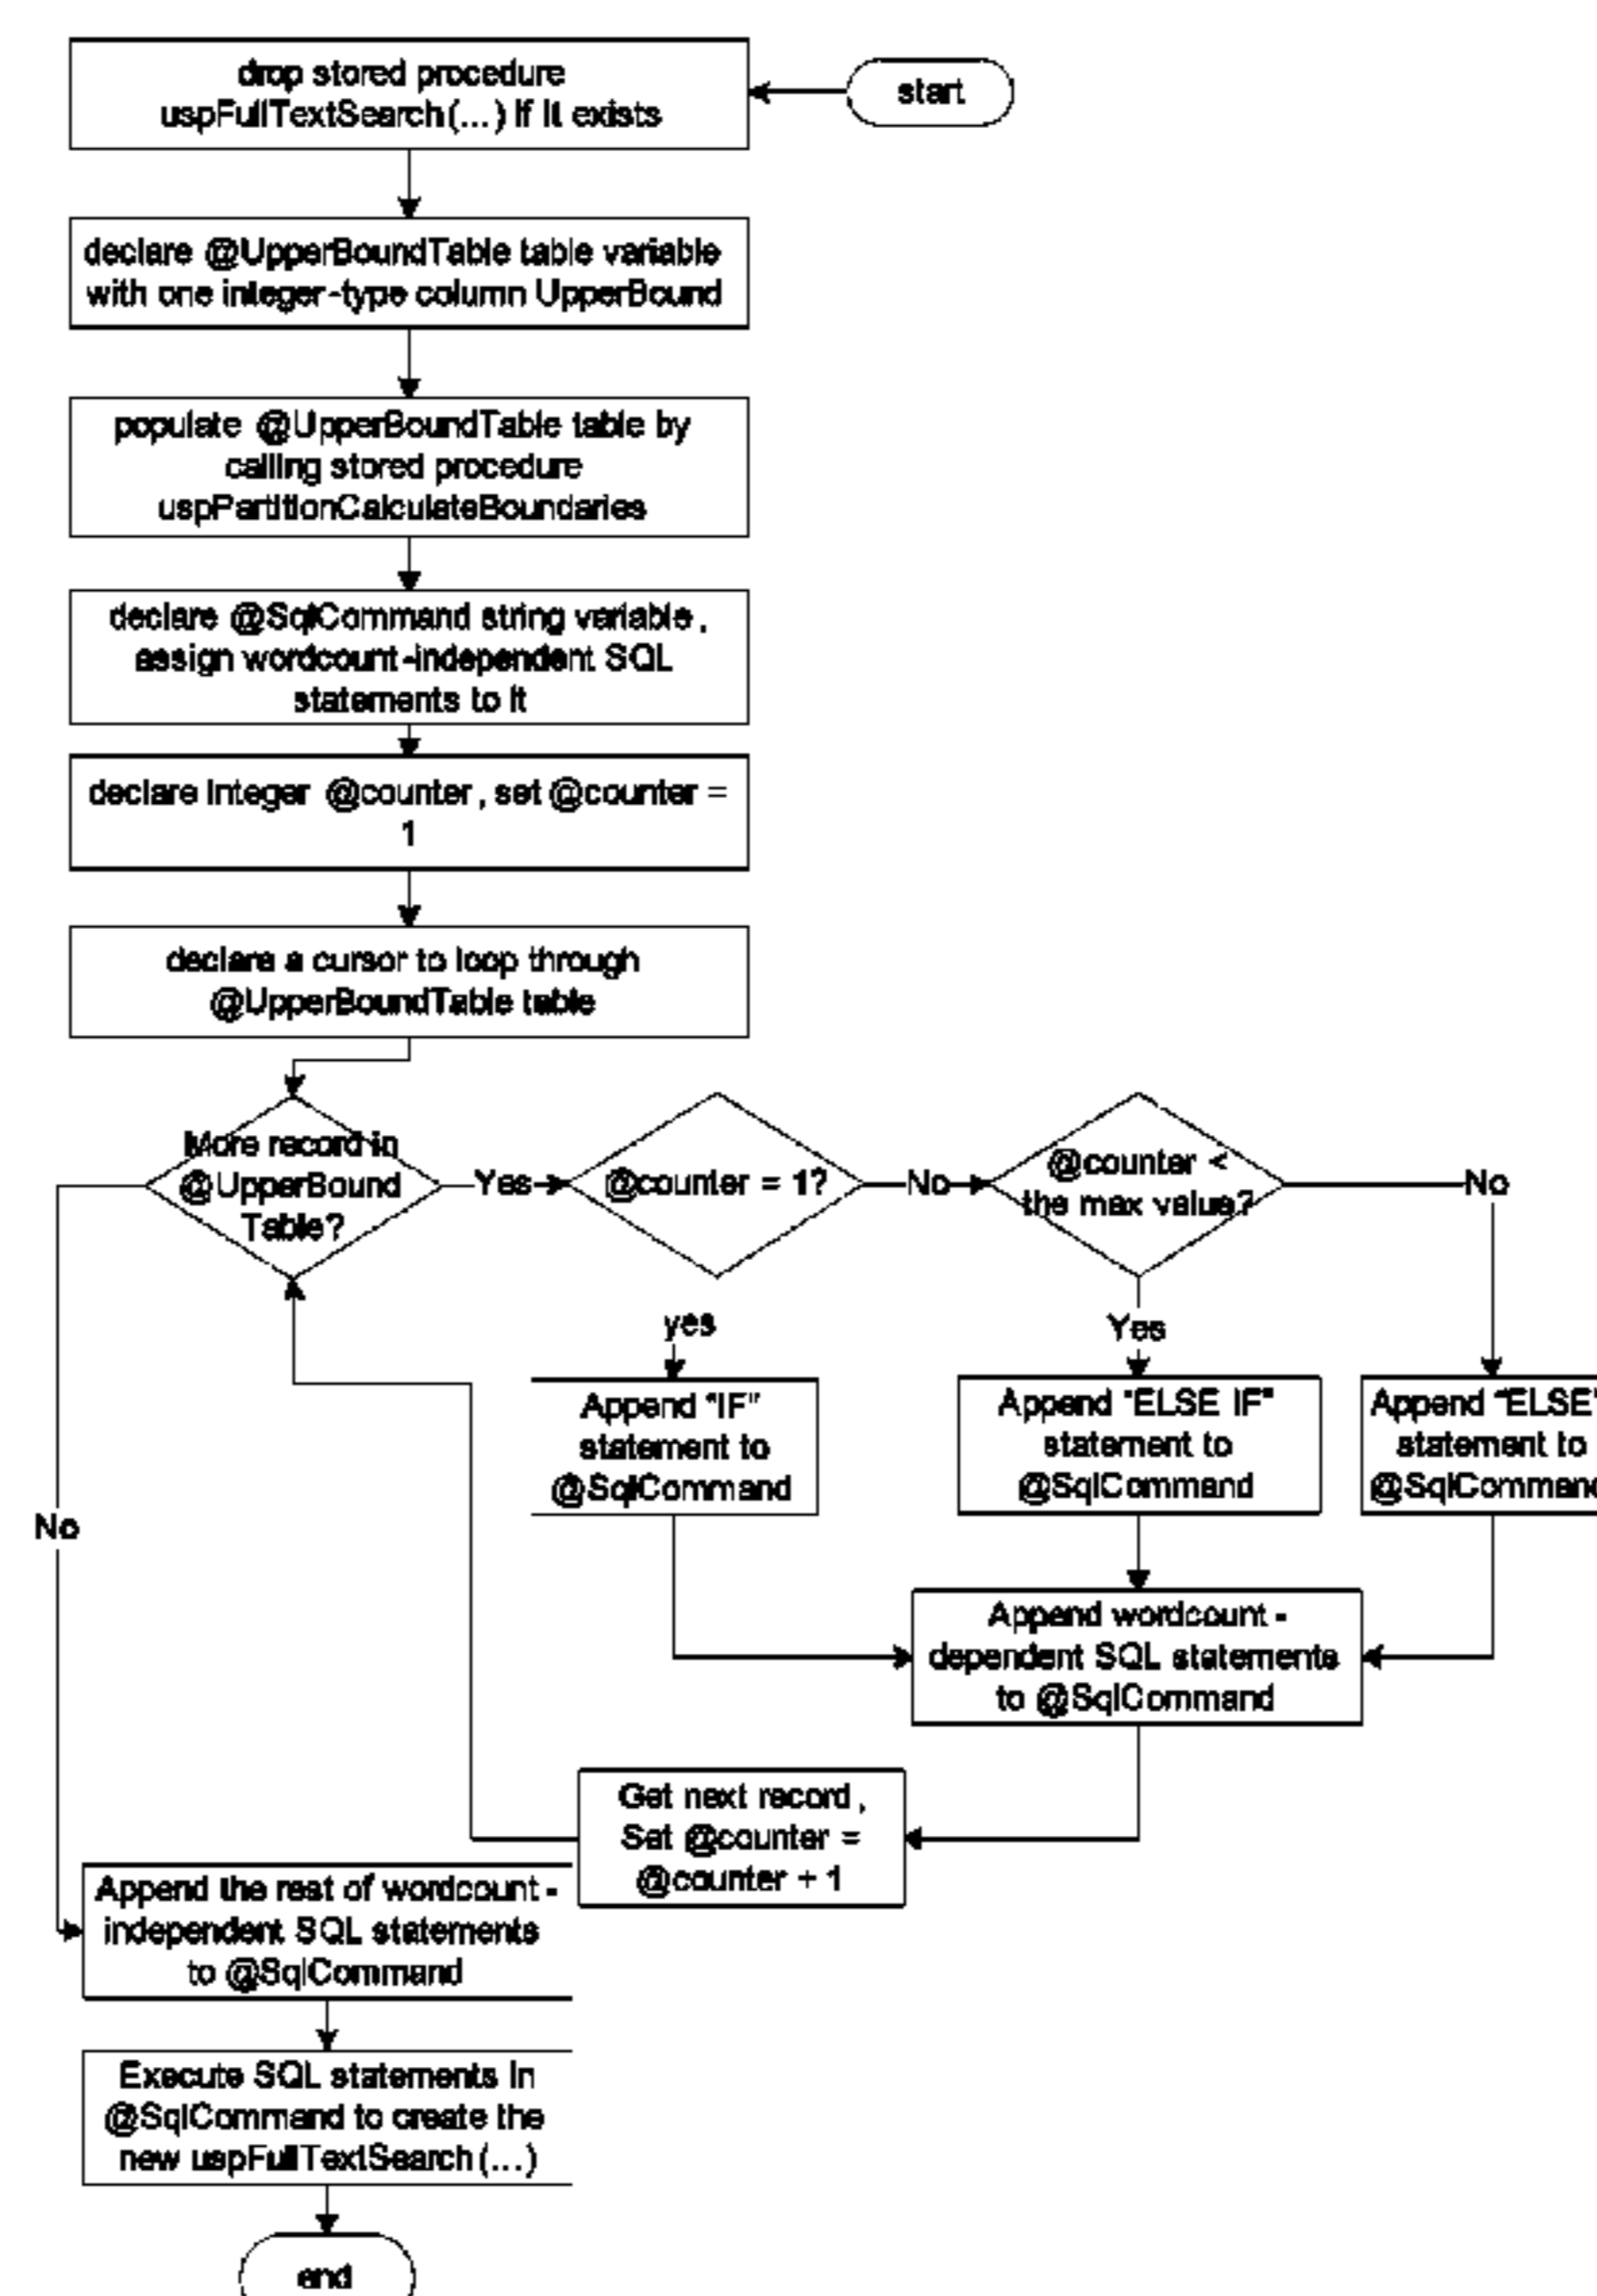 drop stored procedure
uspFullTextSearch(...) if it exists
start
declare @UpperBoundTable table variable
with one integer-type column UpperBound
populate @UpperBoundTable table by
calling stored procedure
uspPartitionCalculateBoundaries
declare @SqlCommand string variable,
assign wordcount-independent SQL
statements to it
declare integer @counter, set @counter =
1
declare a cursor to loop through
@UpperBoundTable table
More record in
@UpperBound
Table?
Yes
@counter = 1?
No
@counter <
the max value?
No
yes
Yes
Append "IF"
statement to
@SqlCommand
Append "ELSE IF"
statement to
@SqlCommand
Append "ELSE"
statement to
@SqlCommand
No
Append wordcount-
dependent SQL statements
to @SqlCommand
Get next record,
Set @counter =
@counter + 1
Append the rest of wordcount-
independent SQL statements
to @SqlCommand
Execute SQL statements in
@SqlCommand to create the
new uspFullTextSearch(...)
end